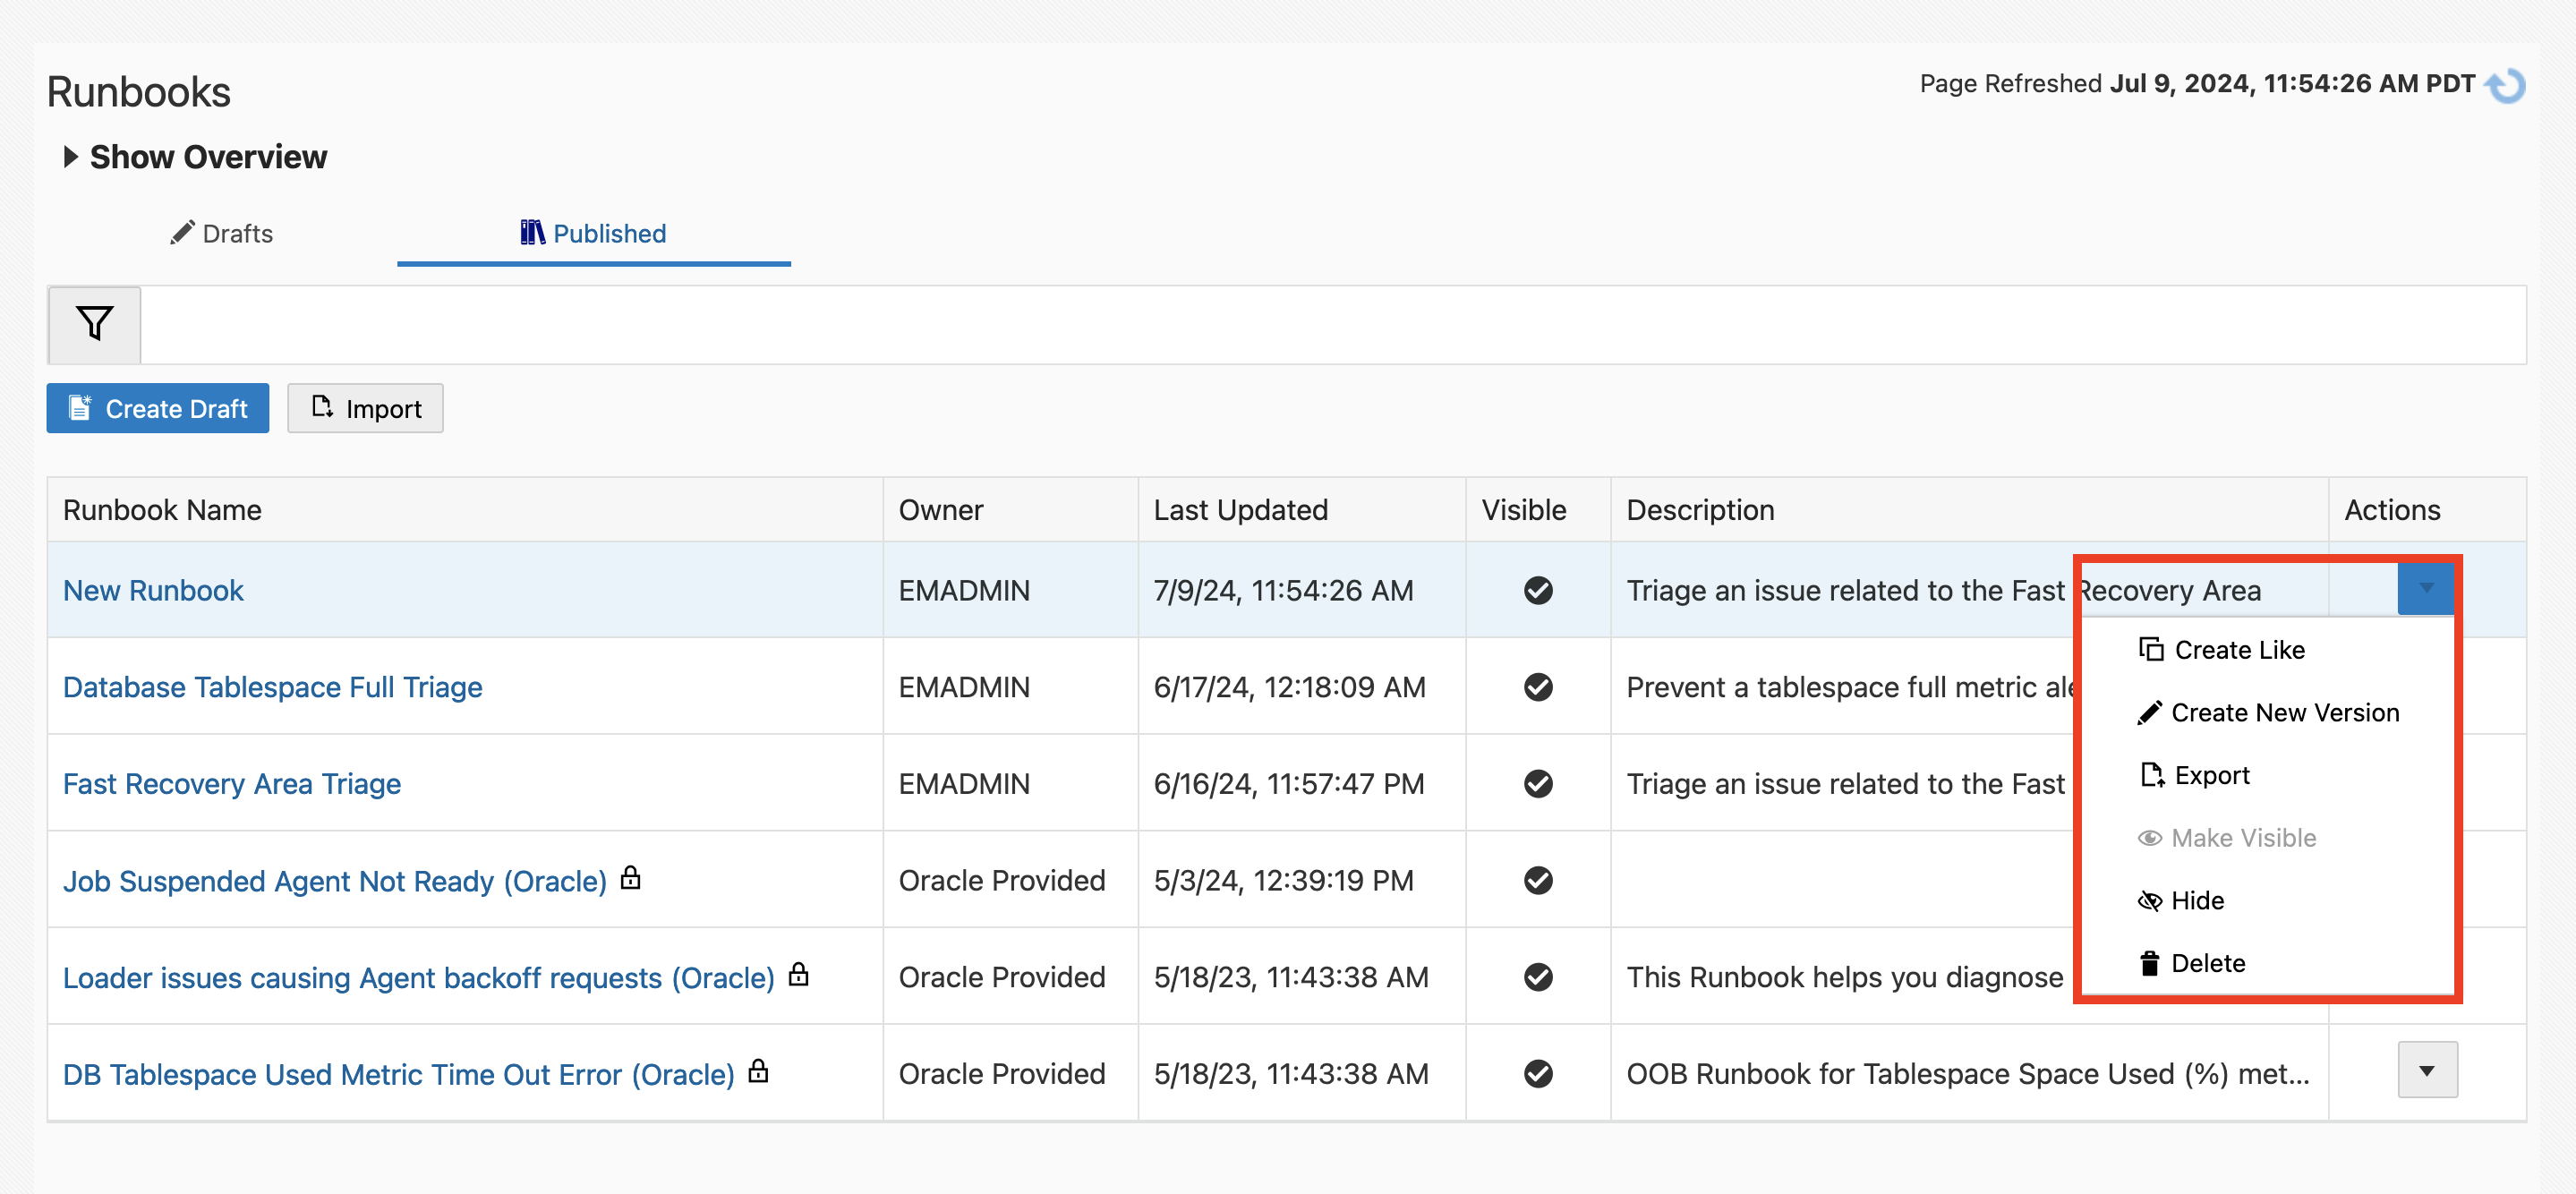 Runbooks
Page Refreshed Jul 9, 2024, 11:54:26 AM PDT
Show Overview
Drafts Published
Create Draft Import
Runbook Name Owner Last Updated Visible Description Actions
New Runbook EMADMIN 7/9/24, 11:54:26 AM Triage an issue related to the Fast Recovery Area
Create Like
Database Tablespace Full Triage EMADMIN 6/17/24, 12:18:09 AM Prevent a tablespace full metric
Create New Version
Fast Recovery Area Triage EMADMIN 6/16/24, 11:57:47 PM Triage an issue related to the Fast
Export
Make Visible
Job Suspended Agent Not Ready (Oracle) Oracle Provided 5/3/24, 12:39:19 PM
Hide
Loader issues causing Agent backoff requests (Oracle) Oracle Provided 5/18/23, 11:43:38 AM This Runbook helps you diagnose
Delete
DB Tablespace Used Metric Time Out Error (Oracle) Oracle Provided 5/18/23, 11:43:38 AM OOB Runbook for Tablespace Space Used (%) met...